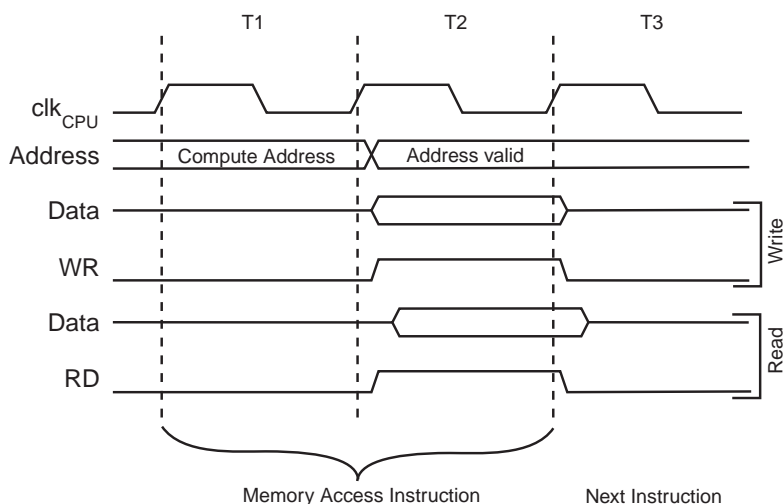 T1 T2 T3
clkCPU
Address Compute Address Address valid
Data
WR
Write
Data
RD
Read
Memory Access Instruction Next Instruction